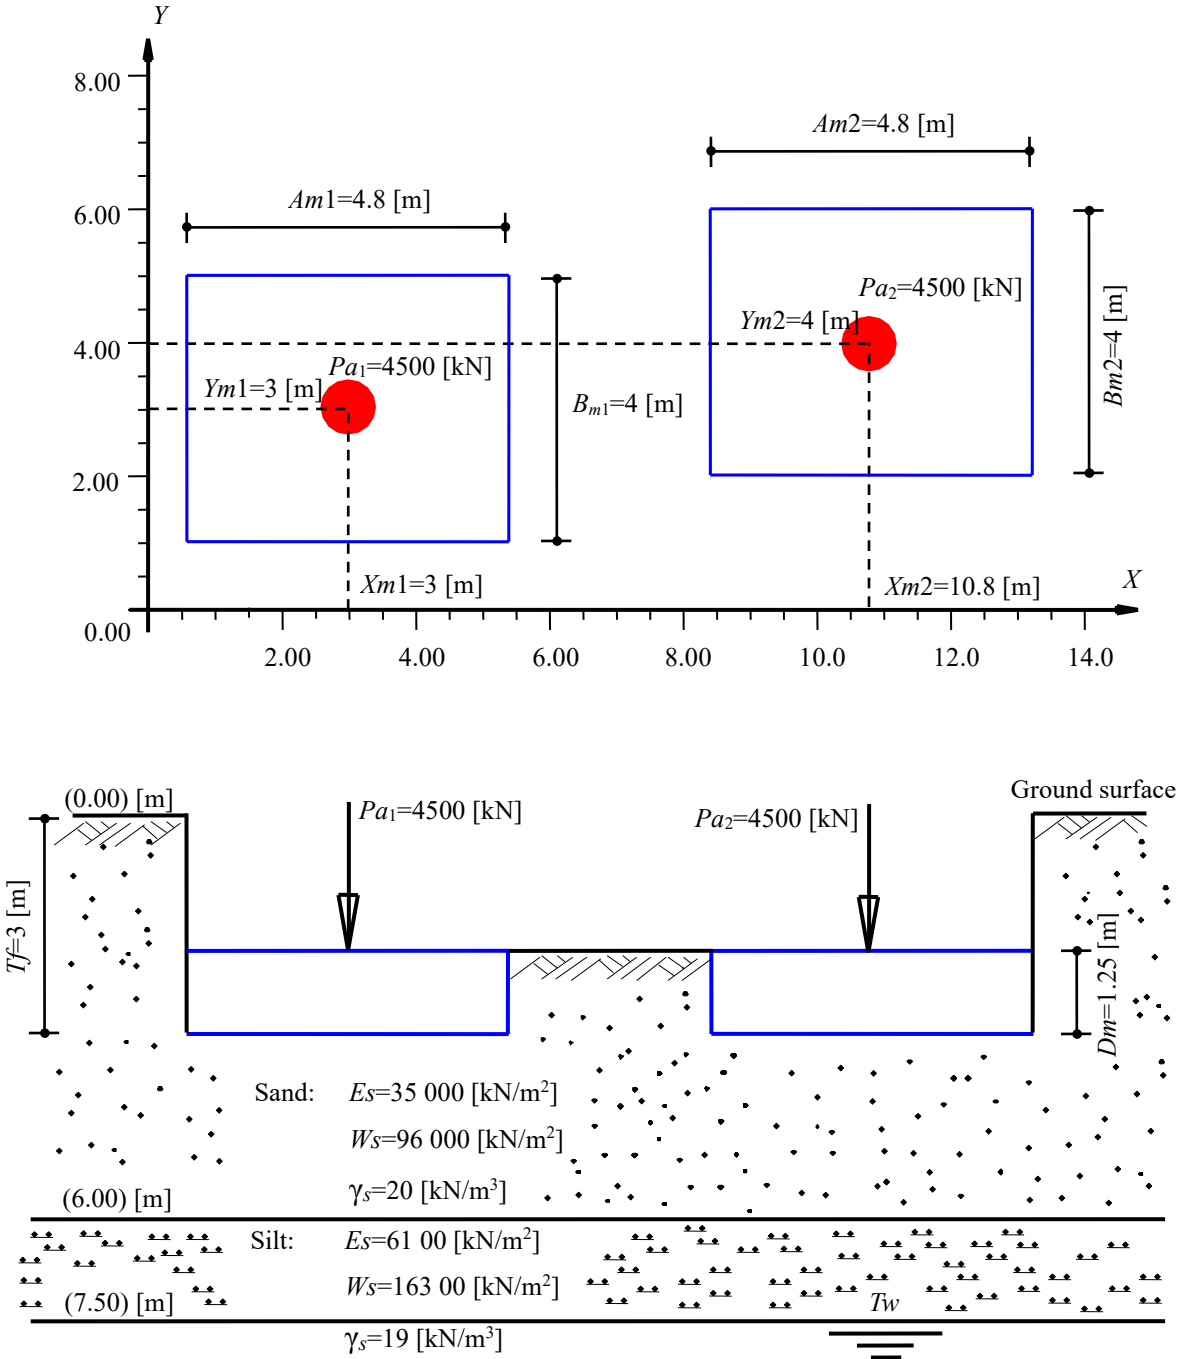 Y
8.00
Am2=4.8 [m]
Am1=4.8 [m]
6.00
Pa₂=4500 [kN]
Ym2=4 [m]
Bm2=4 [m]
4.00
Pa₁=4500 [kN]
Ym1=3 [m]
Bₘ₁=4 [m]
2.00
Xm1=3 [m]
Xm2=10.8 [m]
X
0.00
2.00 4.00 6.00 8.00 10.0 12.0 14.0
(0.00) [m]
Ground surface
Pa₁=4500 [kN]
Pa₂=4500 [kN]
Tf=3 [m]
Dm=1.25 [m]
Sand: Es=35 000 [kN/m²]
Ws=96 000 [kN/m²]
γₛ=20 [kN/m³]
(6.00) [m]
Silt: Es=61 00 [kN/m²]
Ws=163 00 [kN/m²]
(7.50) [m]
Tw
γₛ=19 [kN/m³]